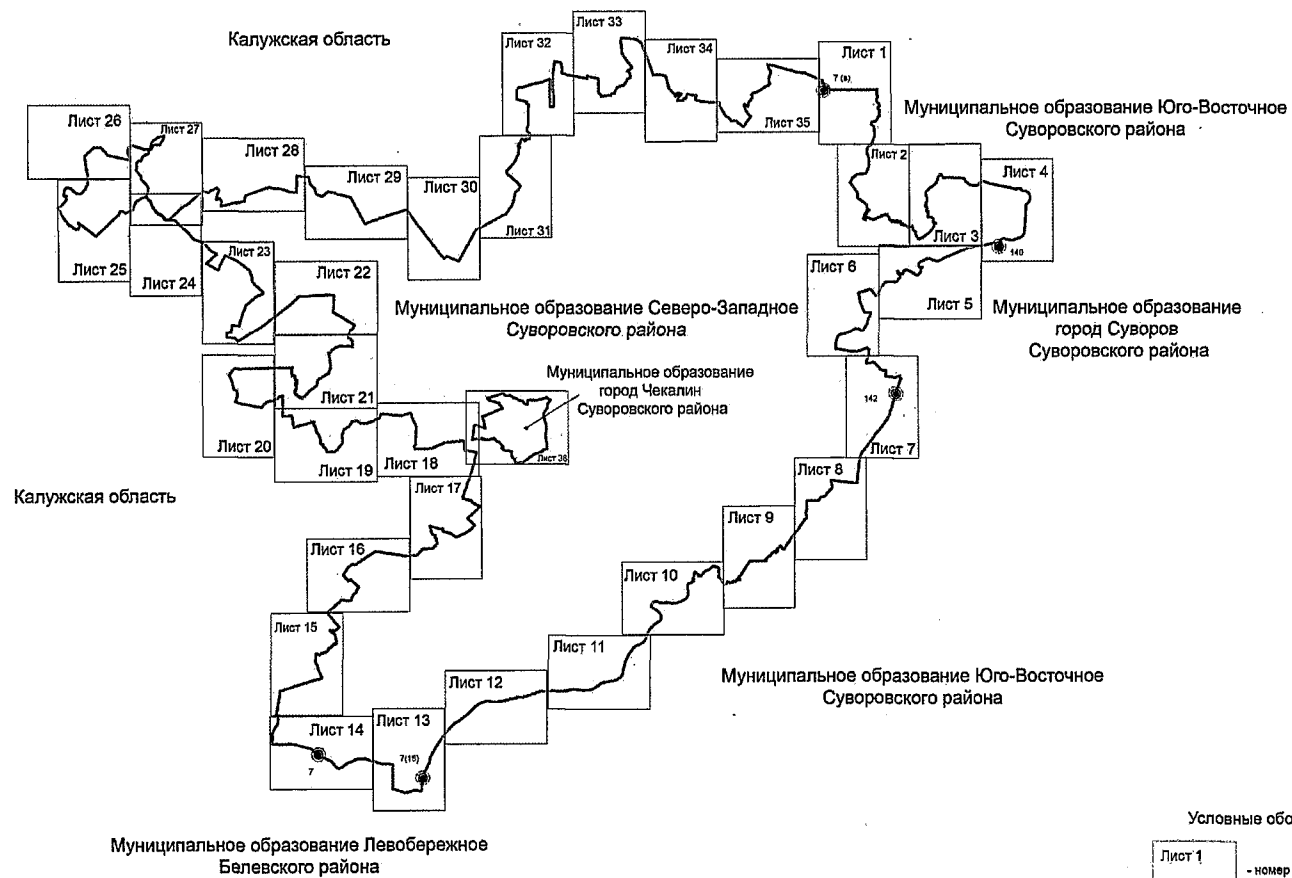 Калужская область
Лист 33
Лист 32
Лист 34
Лист 1
7 (8)
Лист 35
Муниципальное образование Юго-Восточное
Суворовского района
Лист 26
Лист 27
Лист 28
Лист 29
Лист 30
Лист 31
Лист 2
Лист 3
Лист 4
140
Лист 25
Лист 24
Лист 23
Лист 22
Лист 6
Лист 5
Муниципальное образование Северо-Западное
Суворовского района
Муниципальное образование
город Суворов
Суворовского района
Муниципальное образование
город Чекалин
Суворовского района
Лист 21
Лист 20
Лист 19
Лист 18
Лист 36
142
Лист 7
Калужская область
Лист 17
Лист 8
Лист 9
Лист 16
Лист 10
Лист 15
Лист 11
Лист 12
Муниципальное образование Юго-Восточное
Суворовского района
Лист 14
7
Лист 13
7(15)
Муниципальное образование Левобережное
Белевского района
Условные обо
Лист 1
- номер